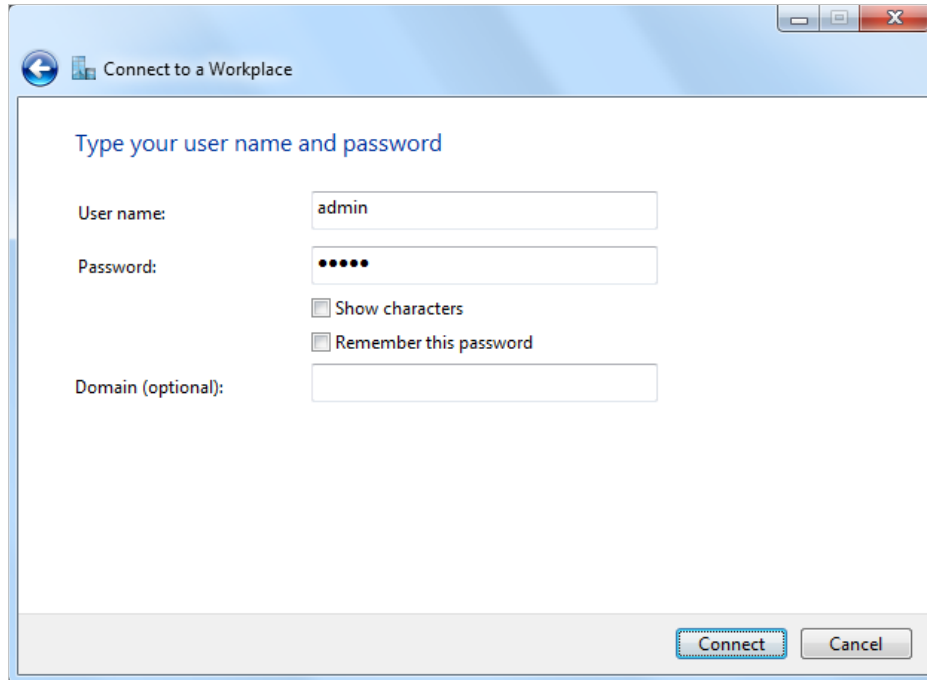 Connect to a Workplace
Type your user name and password
User name: admin
Password: •••••
Show characters
Remember this password
Domain (optional):
Connect Cancel